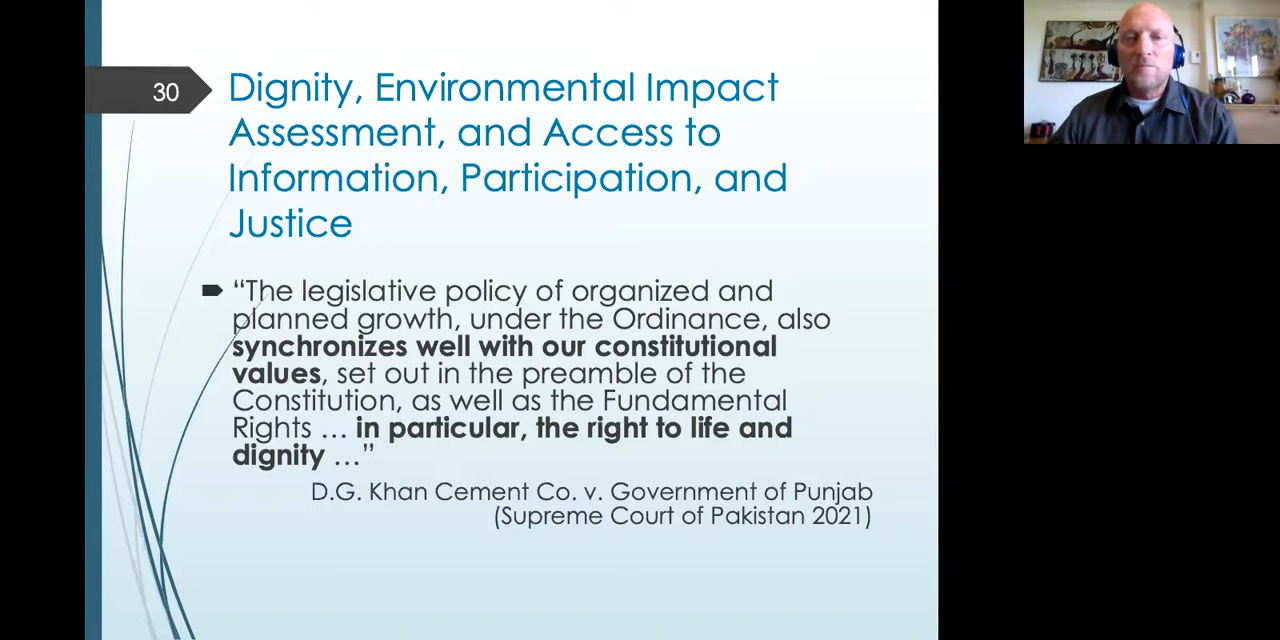 30
Dignity, Environmental Impact
Assessment, and Access to
Information, Participation, and
Justice
“The legislative policy of organized and
planned growth, under the Ordinance, also
synchronizes well with our constitutional
values, set out in the preamble of the
Constitution, as well as the Fundamental
Rights … in particular, the right to life and
dignity …”
D.G. Khan Cement Co. v. Government of Punjab
(Supreme Court of Pakistan 2021)